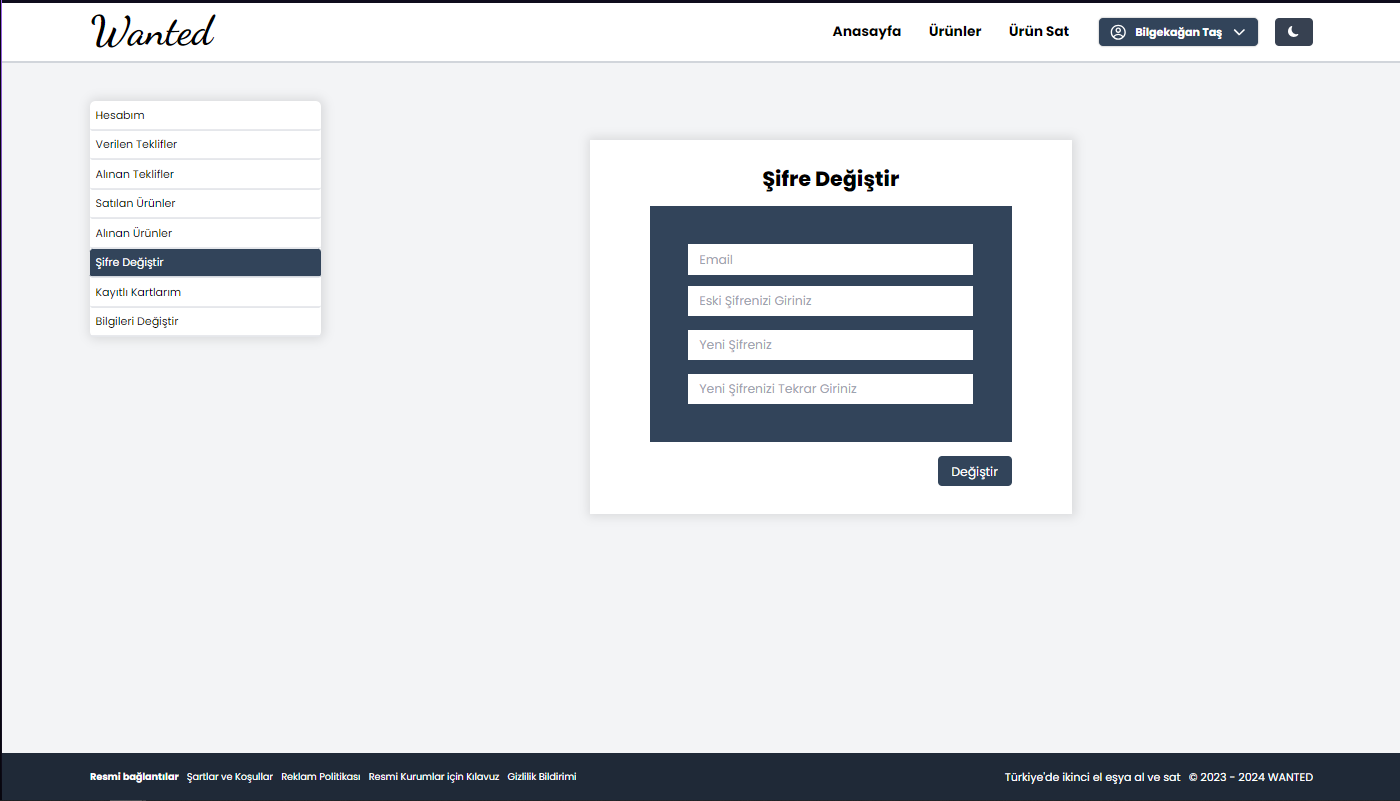 Wanted
Anasayfa Ürünler Ürün Sat Bilgekağan Taş
Hesabım
Verilen Teklifler
Alınan Teklifler
Satılan Ürünler
Alınan Ürünler
Şifre Değiştir
Kayıtlı Kartlarım
Bilgileri Değiştir
Şifre Değiştir
Email
Eski Şifrenizi Giriniz
Yeni Şifreniz
Yeni Şifrenizi Tekrar Giriniz
Değiştir
Resmi bağlantılar Şartlar ve Koşullar Reklam Politikası Resmi Kurumlar için Kılavuz Gizlilik Bildirimi
Türkiye'de ikinci el eşya al ve sat © 2023 - 2024 WANTED